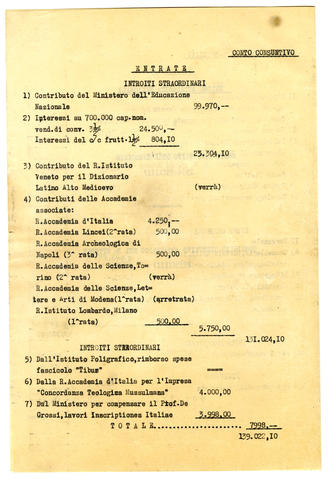 CONTO CONSUNTIVO
ENTRATE
INTROITI STRAORDINARI
1) Contributo del Ministero dell'Educazione
Nazionale 99.970,--
2) Interessi su 700.000 cap.nom.
vend.di conv. 3½% 24.500,--
Interessi del c/c frutt.1½ 804,10
25.304,10
3) Contributo del R.Istituto
Veneto per il Dizionario
Latino Alto Medioevo (verrà)
4) Contributi delle Accademie
associate:
R.Accademia d'Italia 4.250,--
R.Accademia Lincei(2^rata) 500,00
R.Accademia Archeologica di
Napoli (3^ rata) 500,00
R.Accademia delle Scienze,To=
rino (2^ rata) (verrà)
R.Accademia delle Scienze,Let=
tere e Arti di Modena(1^rata) (arretrata)
R.Istituto Lombardo,Milano
(1^rata) 500,00
5.750,00
131.024,10
INTROITI STRAORDINARI
5) Dall'Istituto Poligrafico,rimborso spese
fascicolo "Tibur" ====
6) Dalla R.Accademia d'Italia per l'Impresa
"Concordanza Teologica Mussulmana" 4.000,00
7) Dal Ministero per compensare il Prof.De
Grossi,lavori Inscriptiones Italiae 3.998,00
TOTALE 7998,--
139.022,10